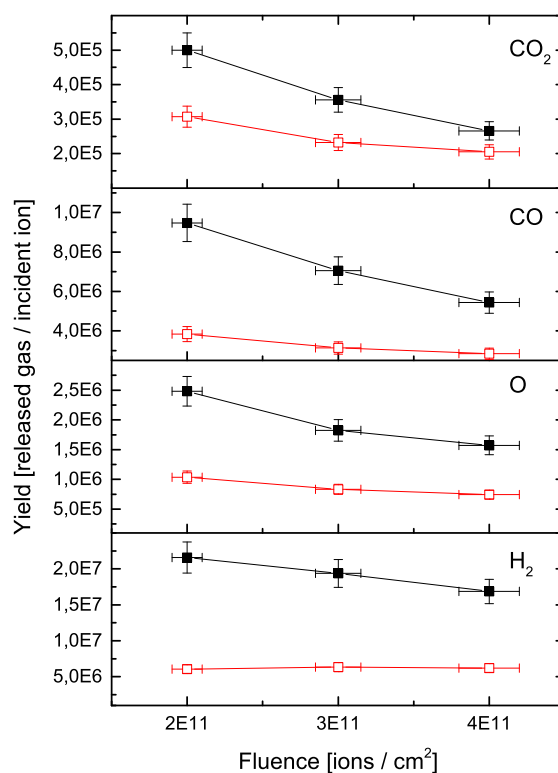 Yield [released gas / incident ion]
5,0E5
4,0E5
3,0E5
2,0E5
CO₂
1,0E7
8,0E6
6,0E6
4,0E6
CO
2,5E6
2,0E6
1,5E6
1,0E6
5,0E5
O
2,0E7
1,5E7
1,0E7
5,0E6
H₂
2E11 3E11 4E11
Fluence [ions / cm²]